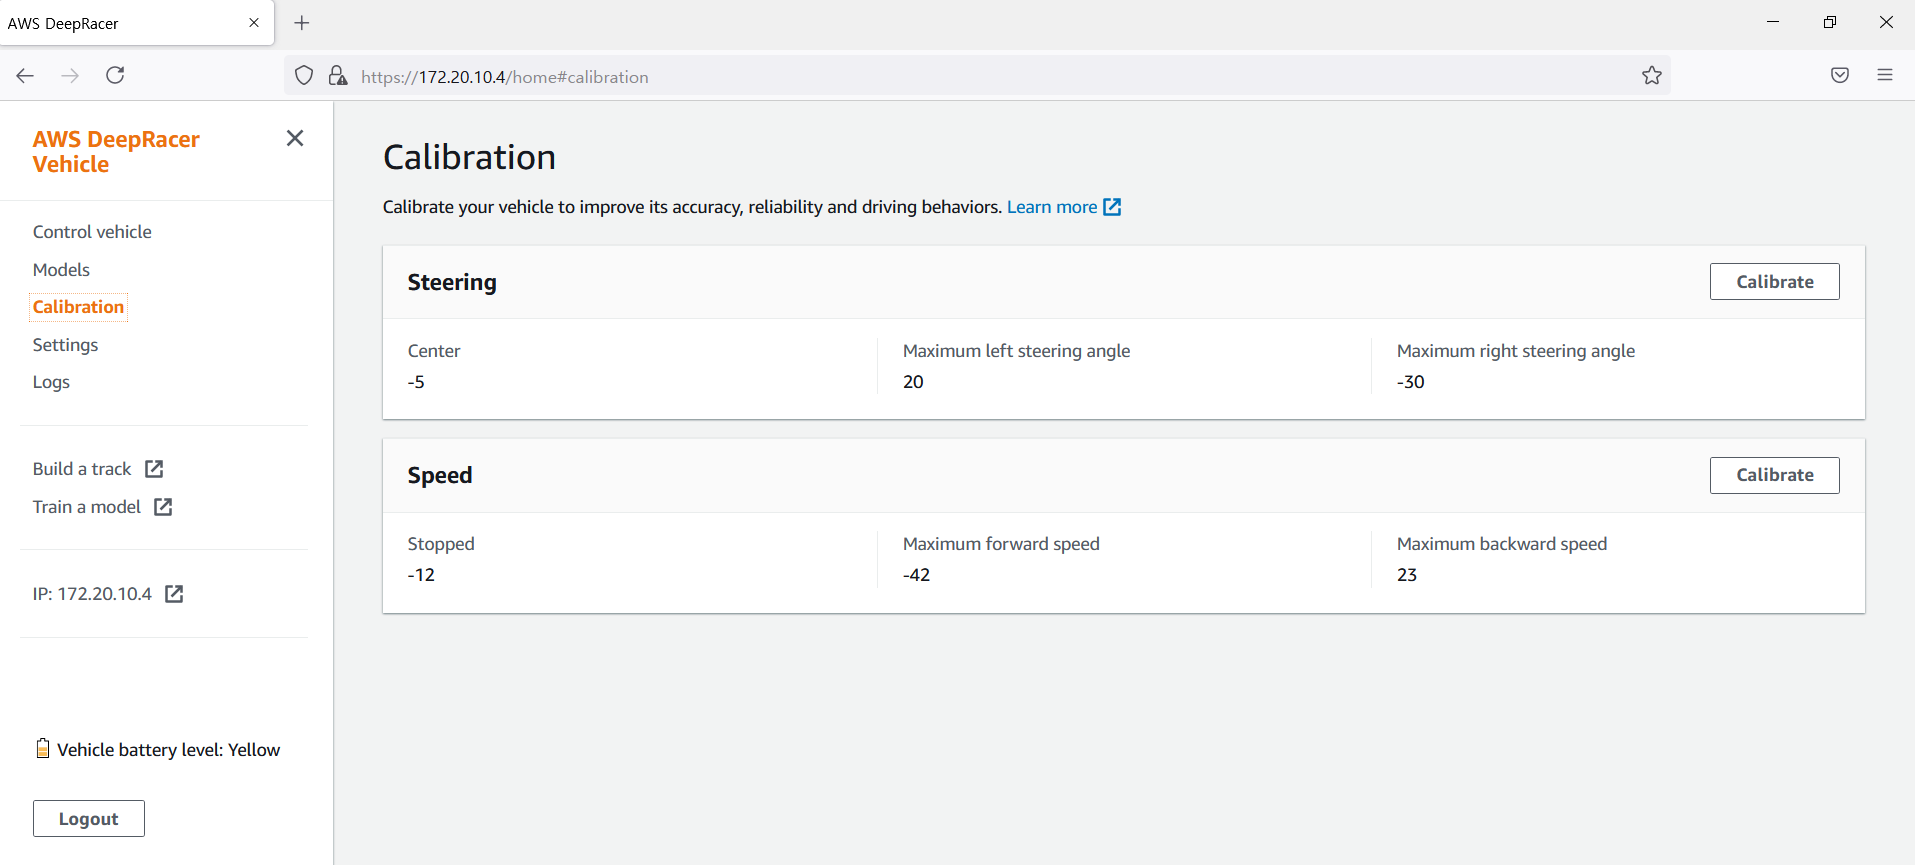 AWS DeepRacer
https://172.20.10.4/home#calibration
AWS DeepRacer
Vehicle
Control vehicle
Models
Calibration
Settings
Logs
Build a track
Train a model
IP: 172.20.10.4
Vehicle battery level: Yellow
Logout
Calibration
Calibrate your vehicle to improve its accuracy, reliability and driving behaviors. Learn more
Steering
Calibrate
Center
-5
Maximum left steering angle
20
Maximum right steering angle
-30
Speed
Calibrate
Stopped
-12
Maximum forward speed
-42
Maximum backward speed
23